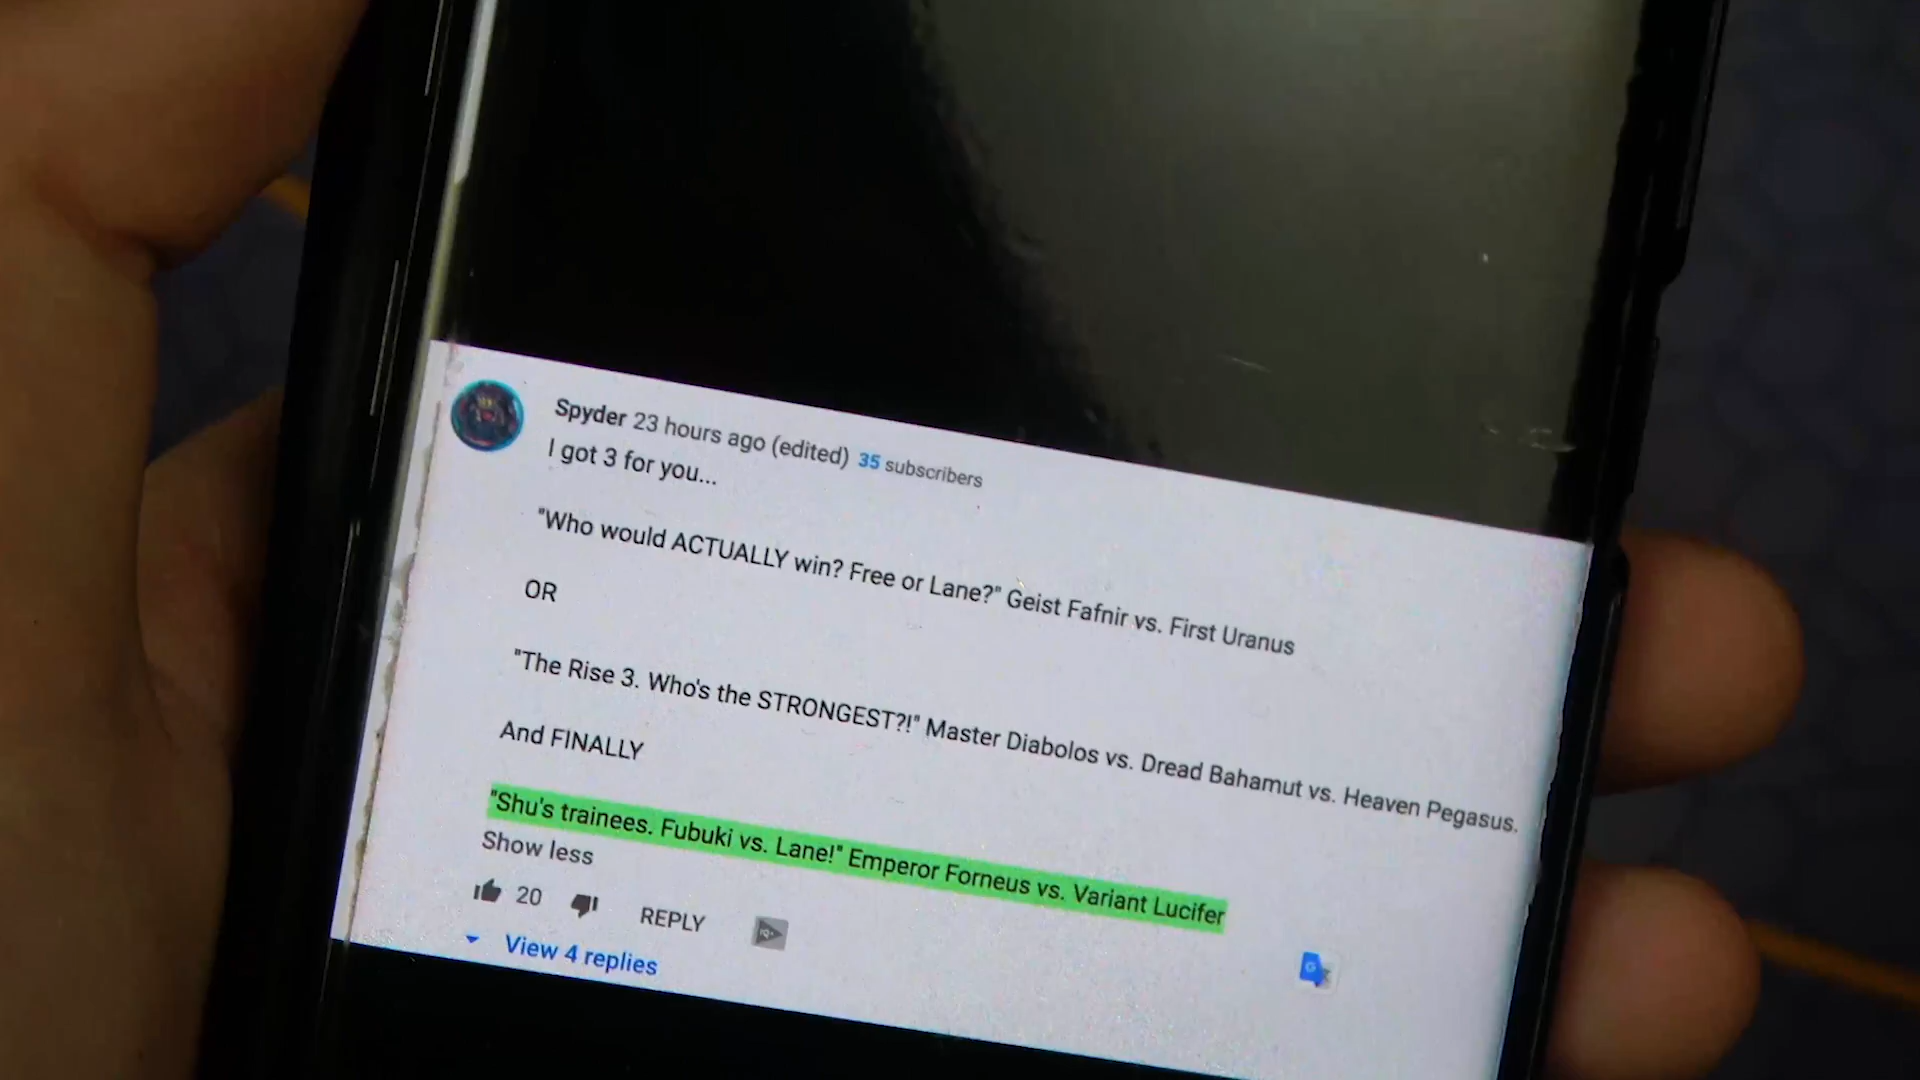 Spyder 23 hours ago (edited) 35 subscribers
I got 3 for you...
"Who would ACTUALLY win? Free or Lane?" Geist Fafnir vs. First Uranus
OR
"The Rise 3. Who's the STRONGEST?!" Master Diabolos vs. Dread Bahamut vs. Heaven Pegasus.
And FINALLY
"Shu's trainees. Fubuki vs. Lane!" Emperor Forneus vs. Variant Lucifer
Show less
20 REPLY
View 4 replies